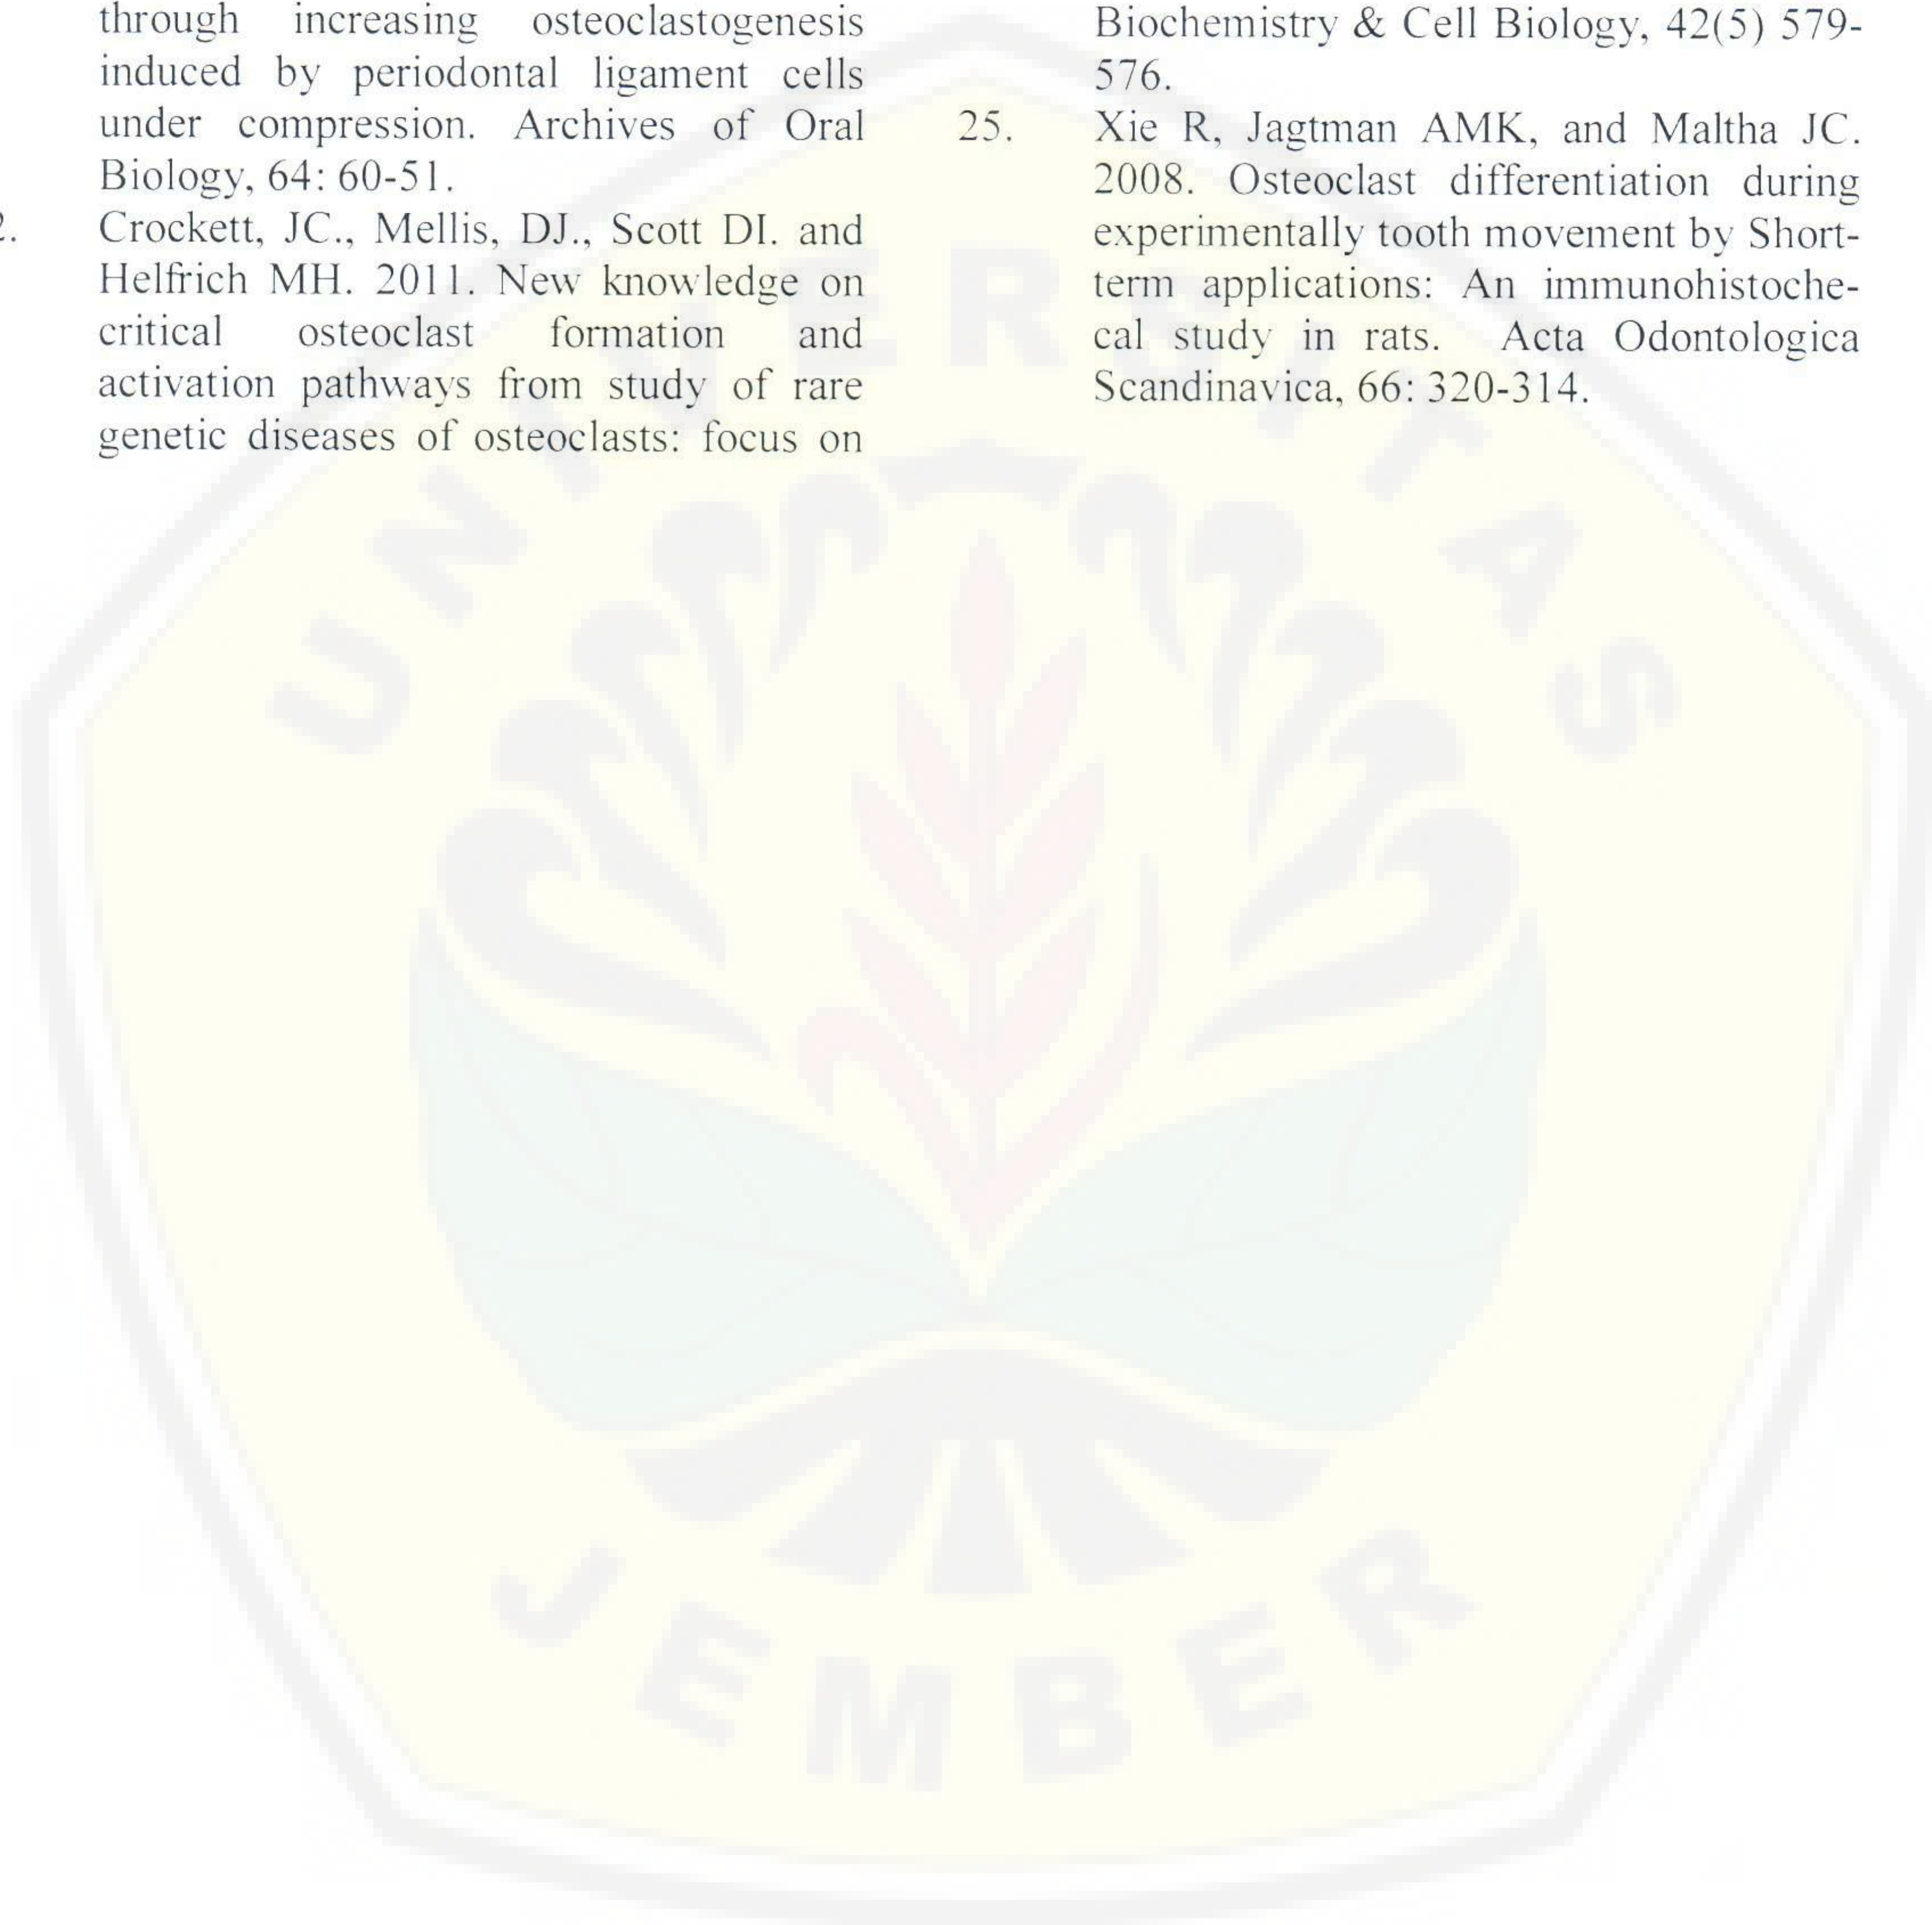 through increasing osteoclastogenesis
induced by periodontal ligament cells
under compression. Archives of Oral
Biology, 64: 60-51.
2. Crockett, JC., Mellis, DJ., Scott DI. and
Helfrich MH. 2011. New knowledge on
critical osteoclast formation and
activation pathways from study of rare
genetic diseases of osteoclasts: focus on
Biochemistry & Cell Biology, 42(5) 579-
576.
25. Xie R, Jagtman AMK, and Maltha JC.
2008. Osteoclast differentiation during
experimentally tooth movement by Short-
term applications: An immunohistoche-
cal study in rats. Acta Odontologica
Scandinavica, 66: 320-314.
UNIVERSITAS
JEMBER